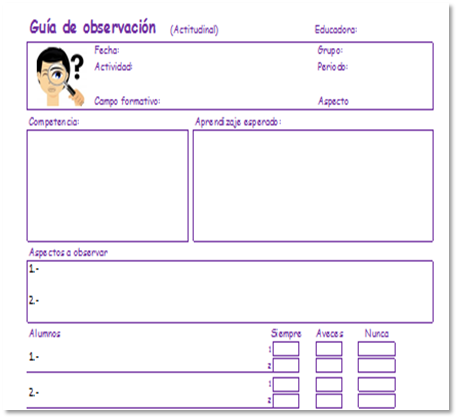 Guía de observación (Actitudinal) Educadora:
Fecha: Grupo:
Actividad: Periodo:
Campo formativo: Aspecto
?
Competencia: Aprendizaje esperado:
Aspectos a observar
1.-
2.-
Alumnos Siempre Aveces Nunca
1.- 1
2
2.- 1
2